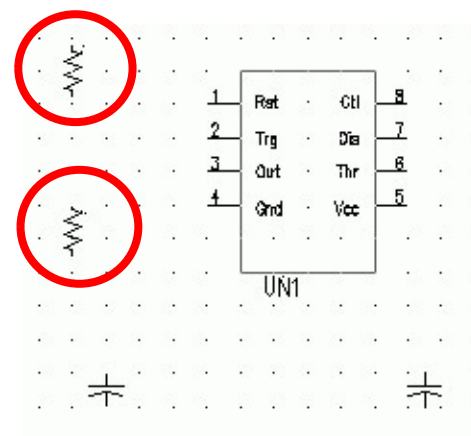 1 Rst Ctl 8
2 Trg Dis 7
3 Out Thr 6
4 Gnd Vcc 5
UN1